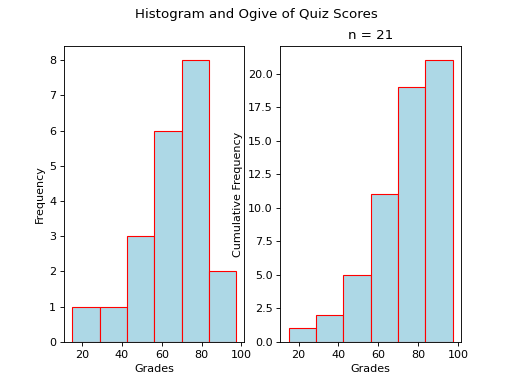 Histogram and Ogive of Quiz Scores
n = 21
Frequency
8
7
6
5
4
3
2
1
0
20 40 60 80 100
Grades
Cumulative Frequency
20.0
17.5
15.0
12.5
10.0
7.5
5.0
2.5
0.0
20 40 60 80 100
Grades